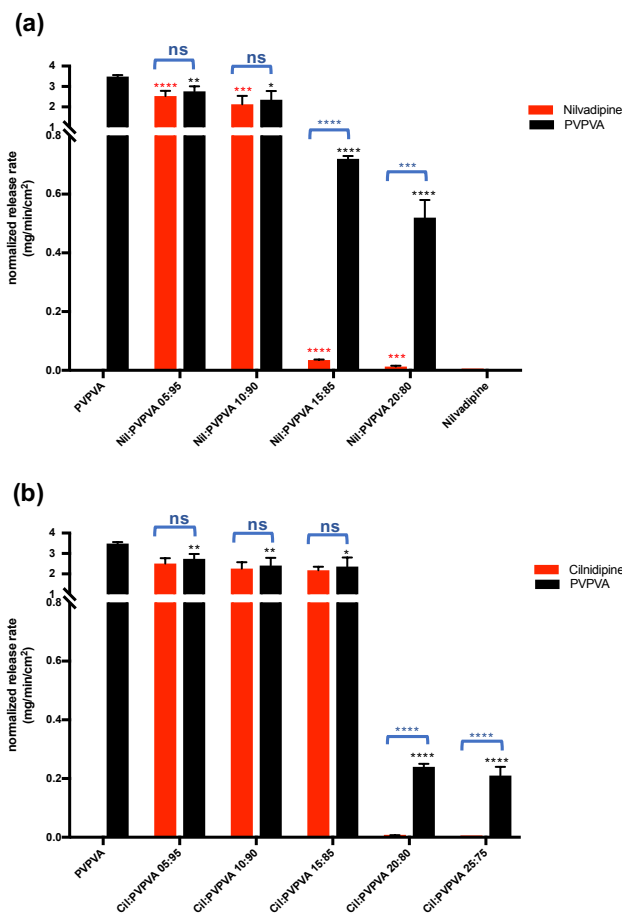 (a)
ns
ns
4
3
2
1
0.8
0.6
0.4
0.2
0.0
normalized release rate
(mg/min/cm²)
****
**
***
*
****
****
****
***
****
***
Nilvadipine
PVPVA
PVPVA
Nil:PVPVA 05:95
Nil:PVPVA 10:90
Nil:PVPVA 15:85
Nil:PVPVA 20:80
Nilvadipine
(b)
ns
ns
ns
4
3
2
1
0.8
0.6
0.4
0.2
0.0
normalized release rate
(mg/min/cm²)
**
**
*
****
****
****
****
Cilnidipine
PVPVA
PVPVA
Cil:PVPVA 05:95
Cil:PVPVA 10:90
Cil:PVPVA 15:85
Cil:PVPVA 20:80
Cil:PVPVA 25:75